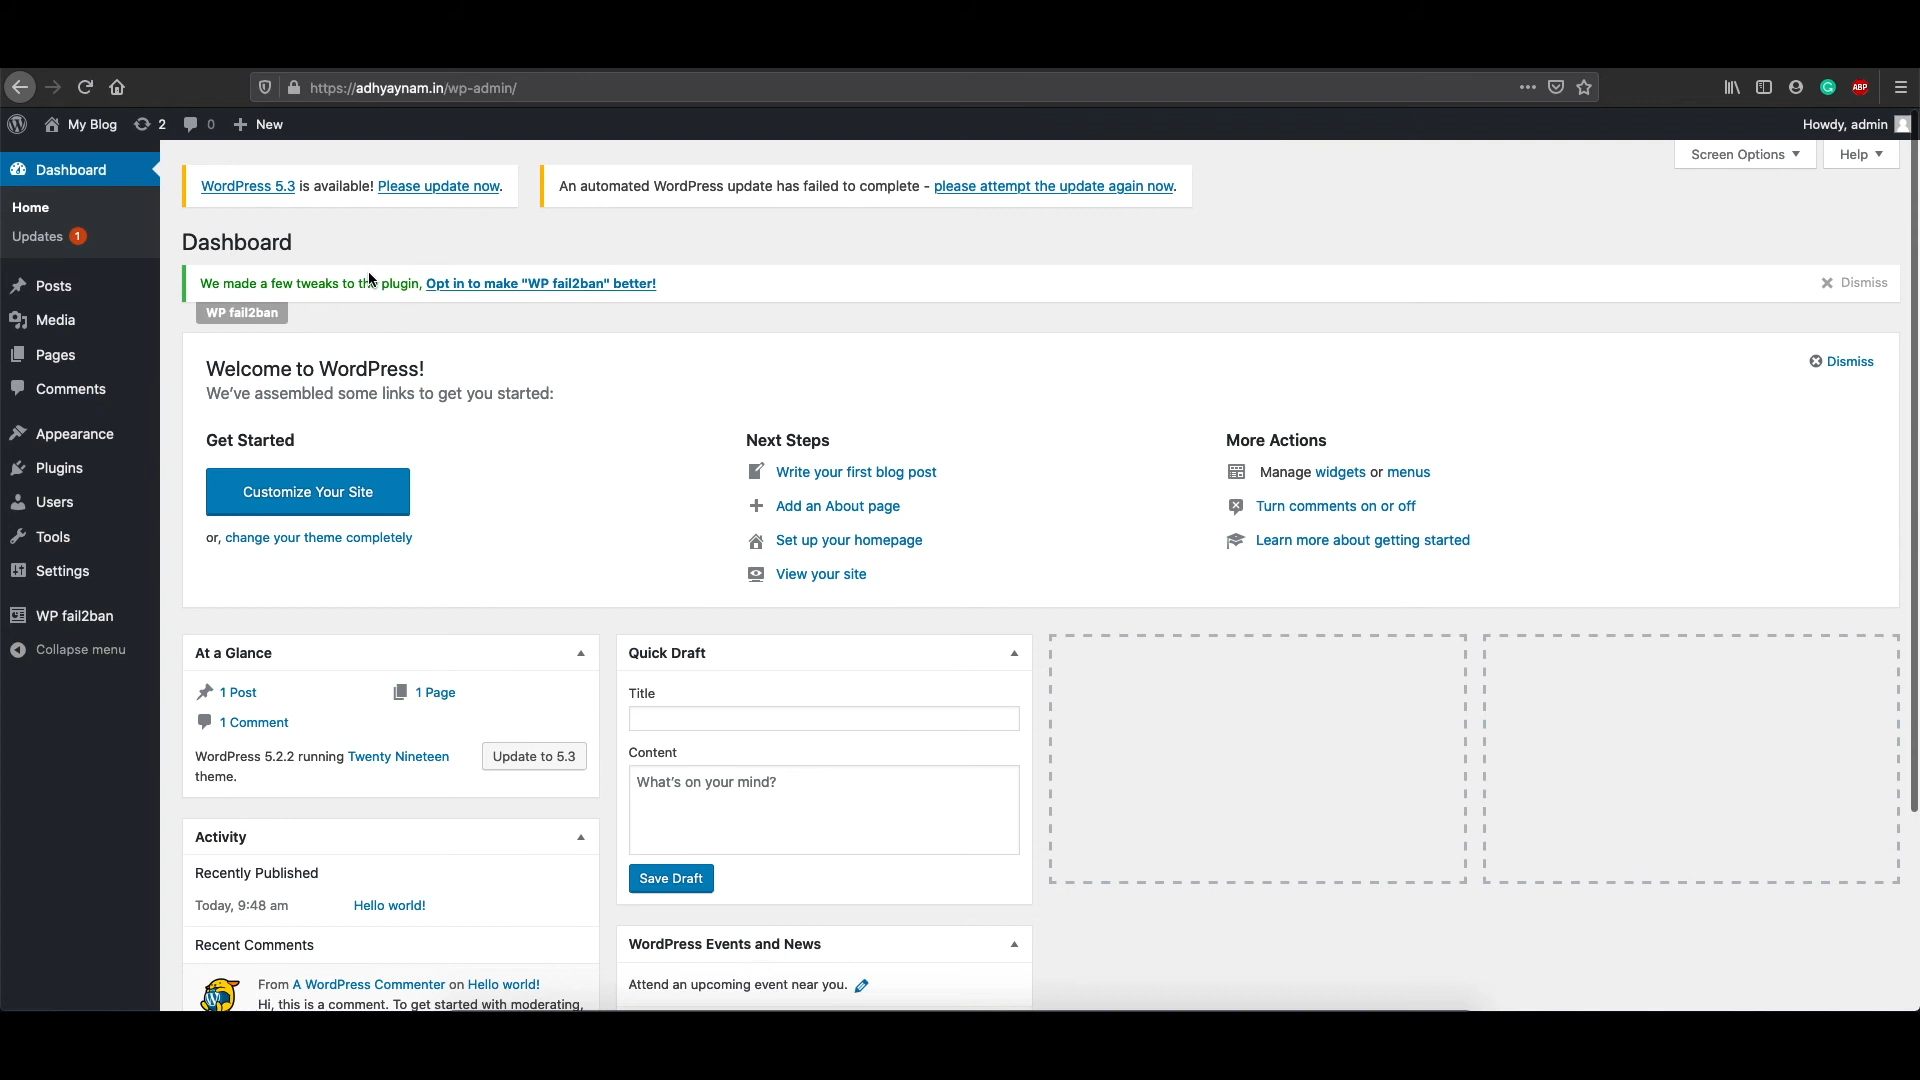 https://adhyaynam.in/wp-admin/
ABP
My Blog 2 0 New
Howdy, admin
Dashboard
Home
Updates 1
Posts
Media
Pages
Comments
Appearance
Plugins
Users
Tools
Settings
WP fail2ban
Collapse menu
Screen Options
Help
WordPress 5.3 is available! Please update now.
An automated WordPress update has failed to complete - please attempt the update again now.
Dashboard
We made a few tweaks to the plugin, Opt in to make "WP fail2ban" better!
Dismiss
WP fail2ban
Welcome to WordPress!
We've assembled some links to get you started:
Dismiss
Get Started
Customize Your Site
or, change your theme completely
Next Steps
Write your first blog post
Add an About page
Set up your homepage
View your site
More Actions
Manage widgets or menus
Turn comments on or off
Learn more about getting started
At a Glance
1 Post
1 Page
1 Comment
WordPress 5.2.2 running Twenty Nineteen
theme.
Update to 5.3
Activity
Recently Published
Today, 9:48 am Hello world!
Recent Comments
From A WordPress Commenter on Hello world!
Hi, this is a comment. To get started with moderating,
Quick Draft
Title
Content
What's on your mind?
Save Draft
WordPress Events and News
Attend an upcoming event near you.